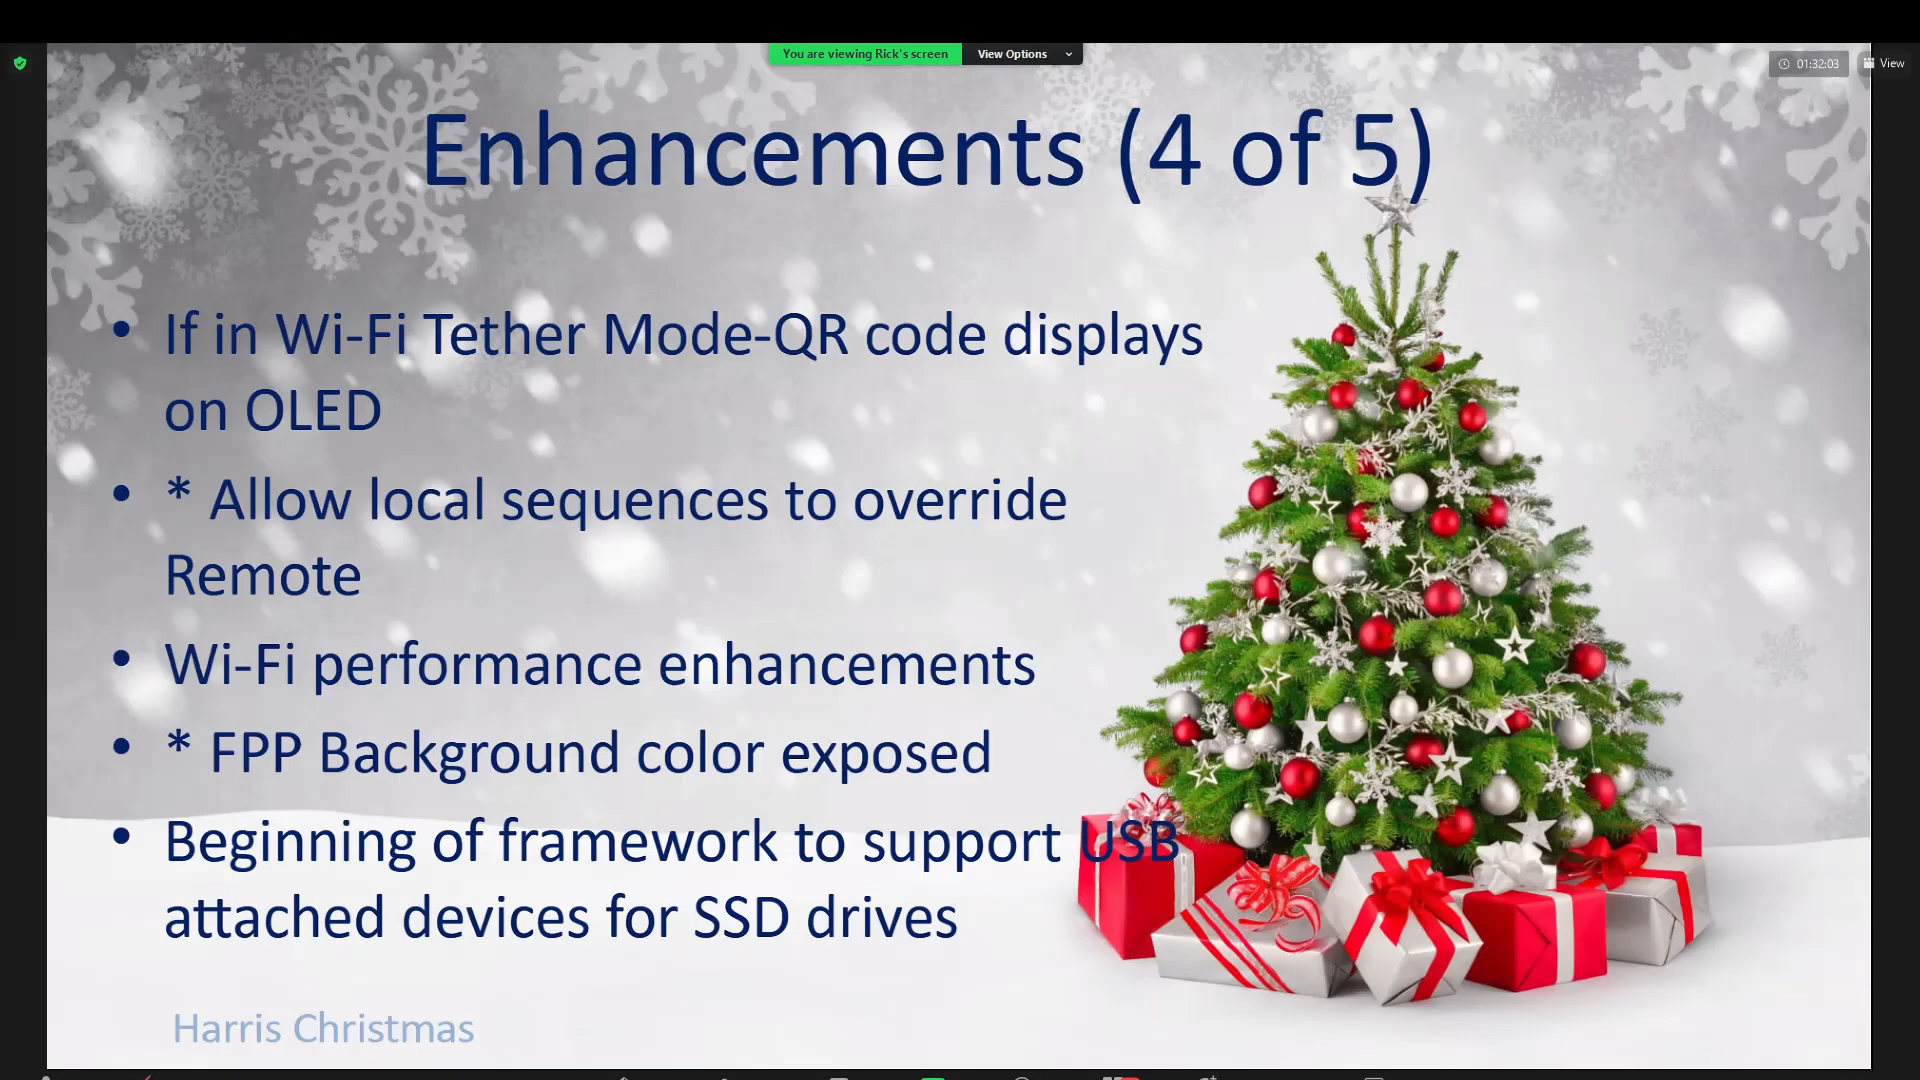 You are viewing Rick's screen View Options
01:32:03 View
Enhancements (4 of 5)
• If in Wi-Fi Tether Mode-QR code displays
on OLED
• * Allow local sequences to override
Remote
• Wi-Fi performance enhancements
• * FPP Background color exposed
• Beginning of framework to support USB
attached devices for SSD drives
Harris Christmas